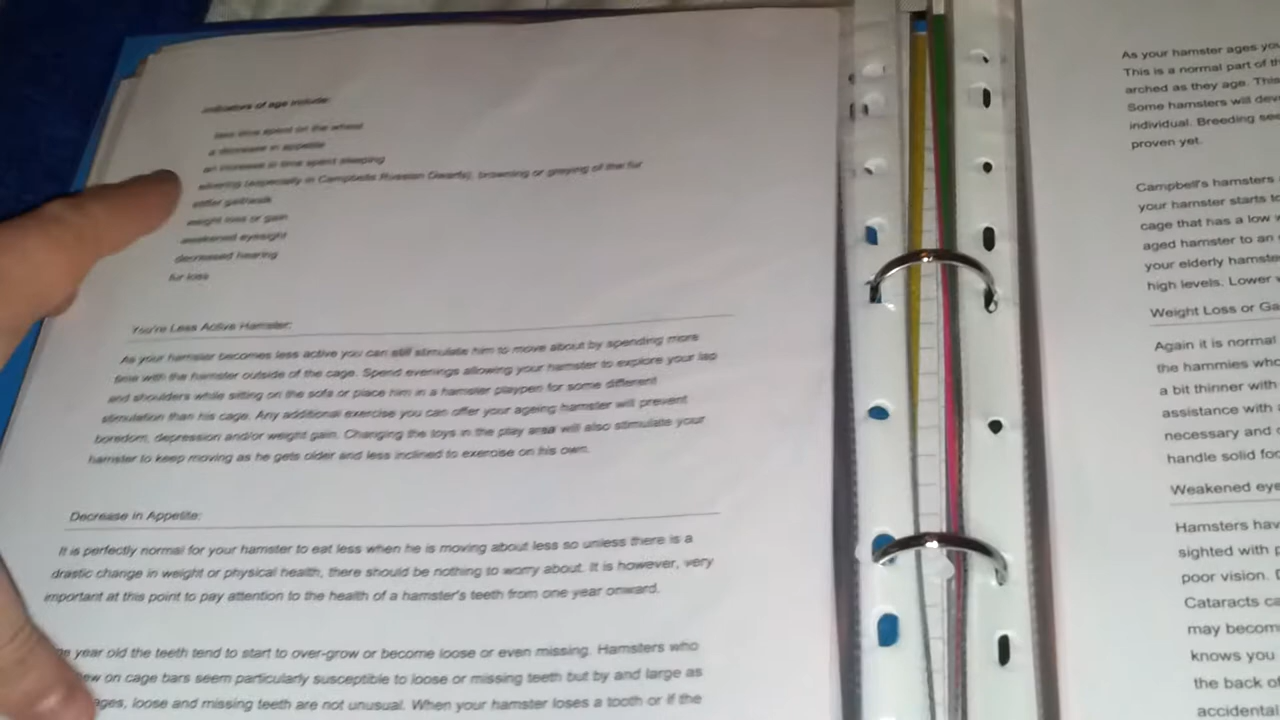 Indicators of age include:
less time spent on the wheel
a decrease in appetite
an increase in time spent sleeping
silvering (especially in Campbells Russian Dwarfs), browning or greying of the fur
stiffer gait/walk
weight loss or gain
weakened eyesight
decreased hearing
fur loss
You're Less Active Hamster:
As your hamster becomes less active you can still stimulate him to move about by spending more
time with the hamster outside of the cage. Spend evenings allowing your hamster to explore your lap
and shoulders while sitting on the sofa or place him in a hamster playpen for some different
stimulation than his cage. Any additional exercise you can offer your ageing hamster will prevent
boredom, depression and/or weight gain. Changing the toys in the play area will also stimulate your
hamster to keep moving as he gets older and less inclined to exercise on his own.
Decrease in Appetite:
It is perfectly normal for your hamster to eat less when he is moving about less so unless there is a
drastic change in weight or physical health, there should be nothing to worry about. It is however, very
important at this point to pay attention to the health of a hamster's teeth from one year onward.
year old the teeth tend to start to over-grow or become loose or even missing. Hamsters who
on cage bars seem particularly susceptible to loose or missing teeth but by and large as
ages, loose and missing teeth are not unusual. When your hamster loses a tooth or if the
As your hamster ages you
This is a normal part of th
arched as they age. This
Some hamsters will deve
individual. Breeding see
proven yet.
Campbell's hamsters
your hamster starts to
cage that has a low
aged hamster to an
your elderly hamste
high levels. Lower
Weight Loss or Ga
Again it is normal
the hammies who
a bit thinner with
assistance with
necessary and
handle solid foo
Weakened eye
Hamsters hav
sighted with p
poor vision.
Cataracts ca
may becom
knows you
the back of
accidental